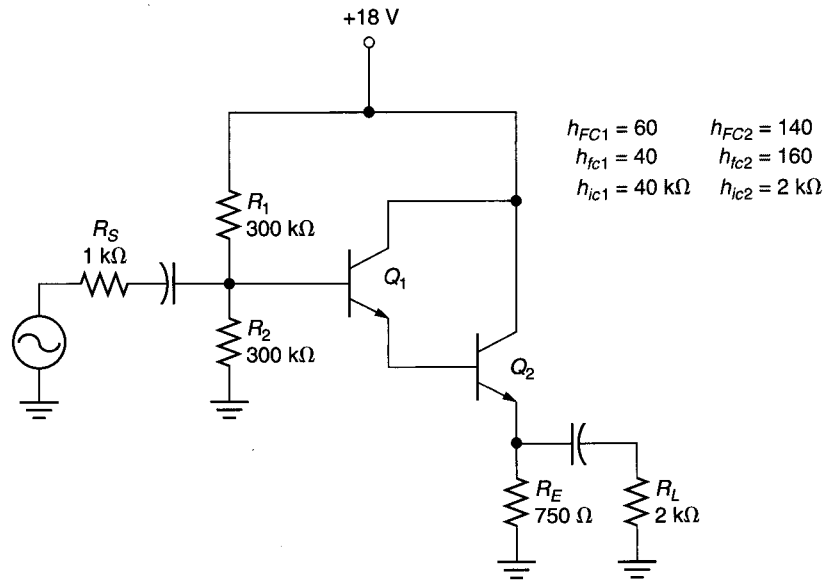 +18 V
h_FC1 = 60 h_FC2 = 140
h_fc1 = 40 h_fc2 = 160
h_ic1 = 40 kΩ h_ic2 = 2 kΩ
R_1
300 kΩ
R_S
1 kΩ
Q_1
R_2
300 kΩ
Q_2
R_E
750 Ω
R_L
2 kΩ